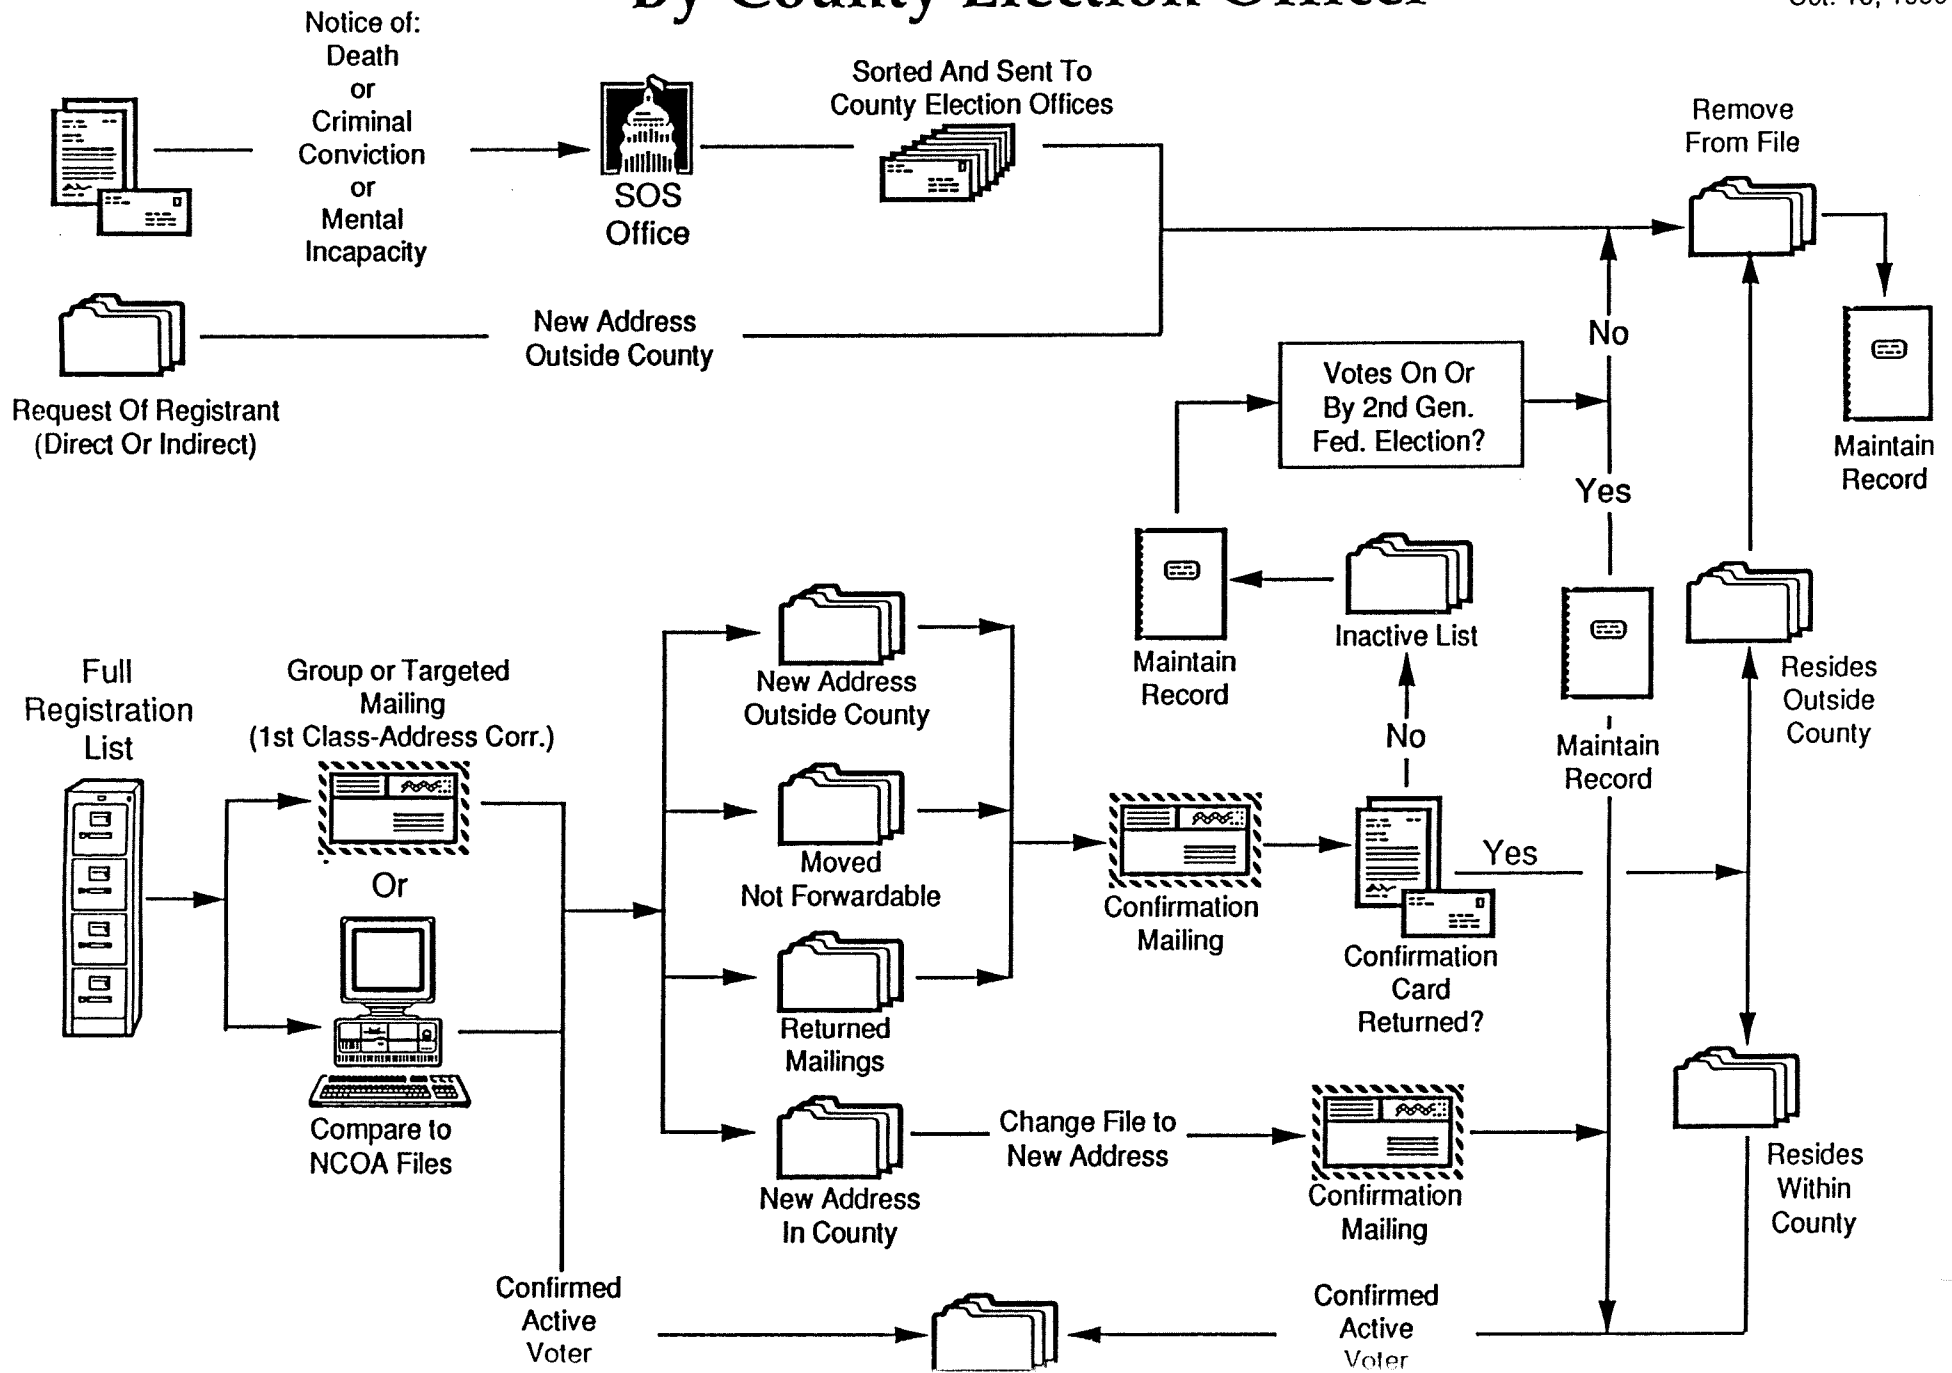 By County Election Officer
Notice of:
Death
or
Criminal
Conviction
or
Mental
Incapacity
SOS
Office
Sorted And Sent To
County Election Offices
Remove
From File
Maintain
Record
Request Of Registrant
(Direct Or Indirect)
New Address
Outside County
No
Votes On Or
By 2nd Gen.
Fed. Election?
Yes
Maintain
Record
Inactive List
No
Maintain
Record
Resides
Outside
County
Full
Registration
List
Group or Targeted
Mailing
(1st Class-Address Corr.)
Or
Compare to
NCOA Files
New Address
Outside County
Moved
Not Forwardable
Returned
Mailings
New Address
In County
Confirmation
Mailing
Yes
Confirmation
Card
Returned?
Change File to
New Address
Confirmation
Mailing
Resides
Within
County
Confirmed
Active
Voter
Confirmed
Active
Voter